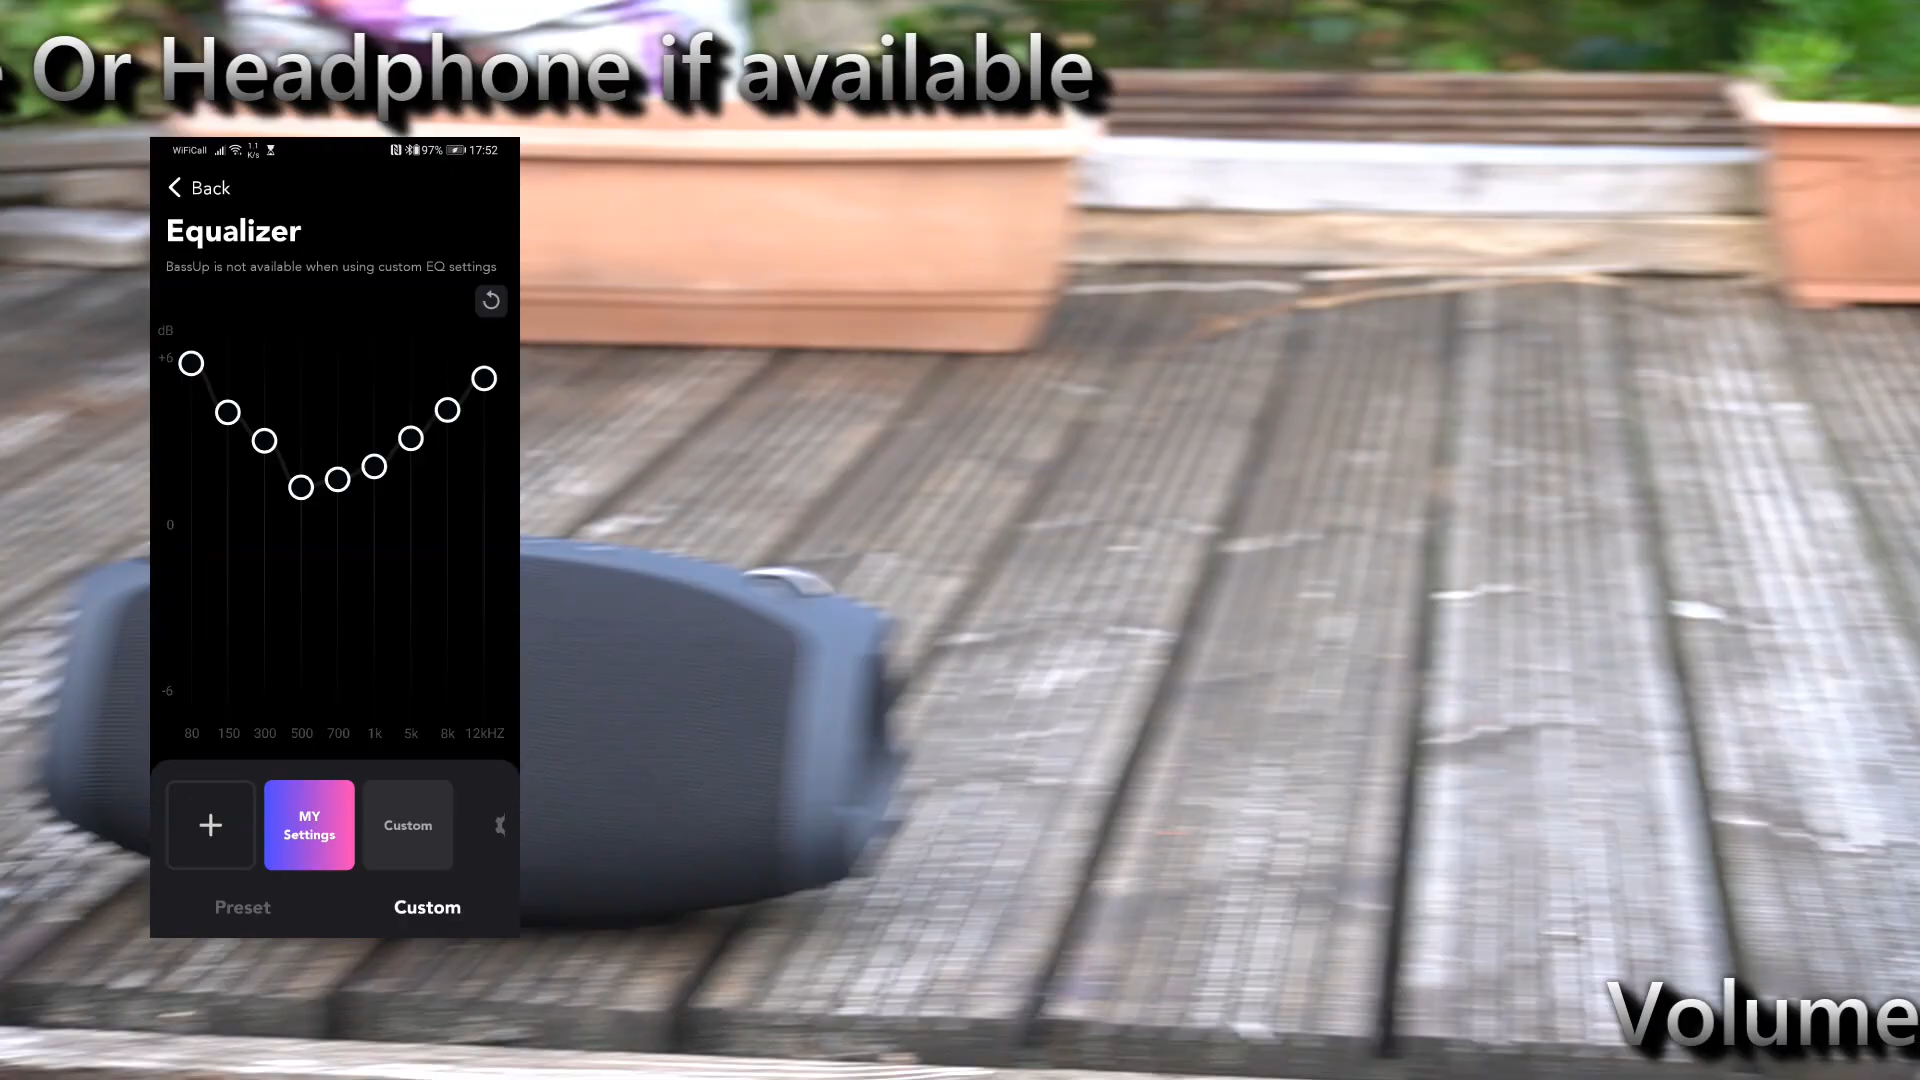 Or Headphone if available
WiFiCall 1.1 K/s 97% 17:52
Back
Equalizer
BassUp is not available when using custom EQ settings
dB
+6
0
-6
80 150 300 500 700 1k 5k 8k 12kHZ
+
MY
Settings
Custom
Preset Custom
Volume